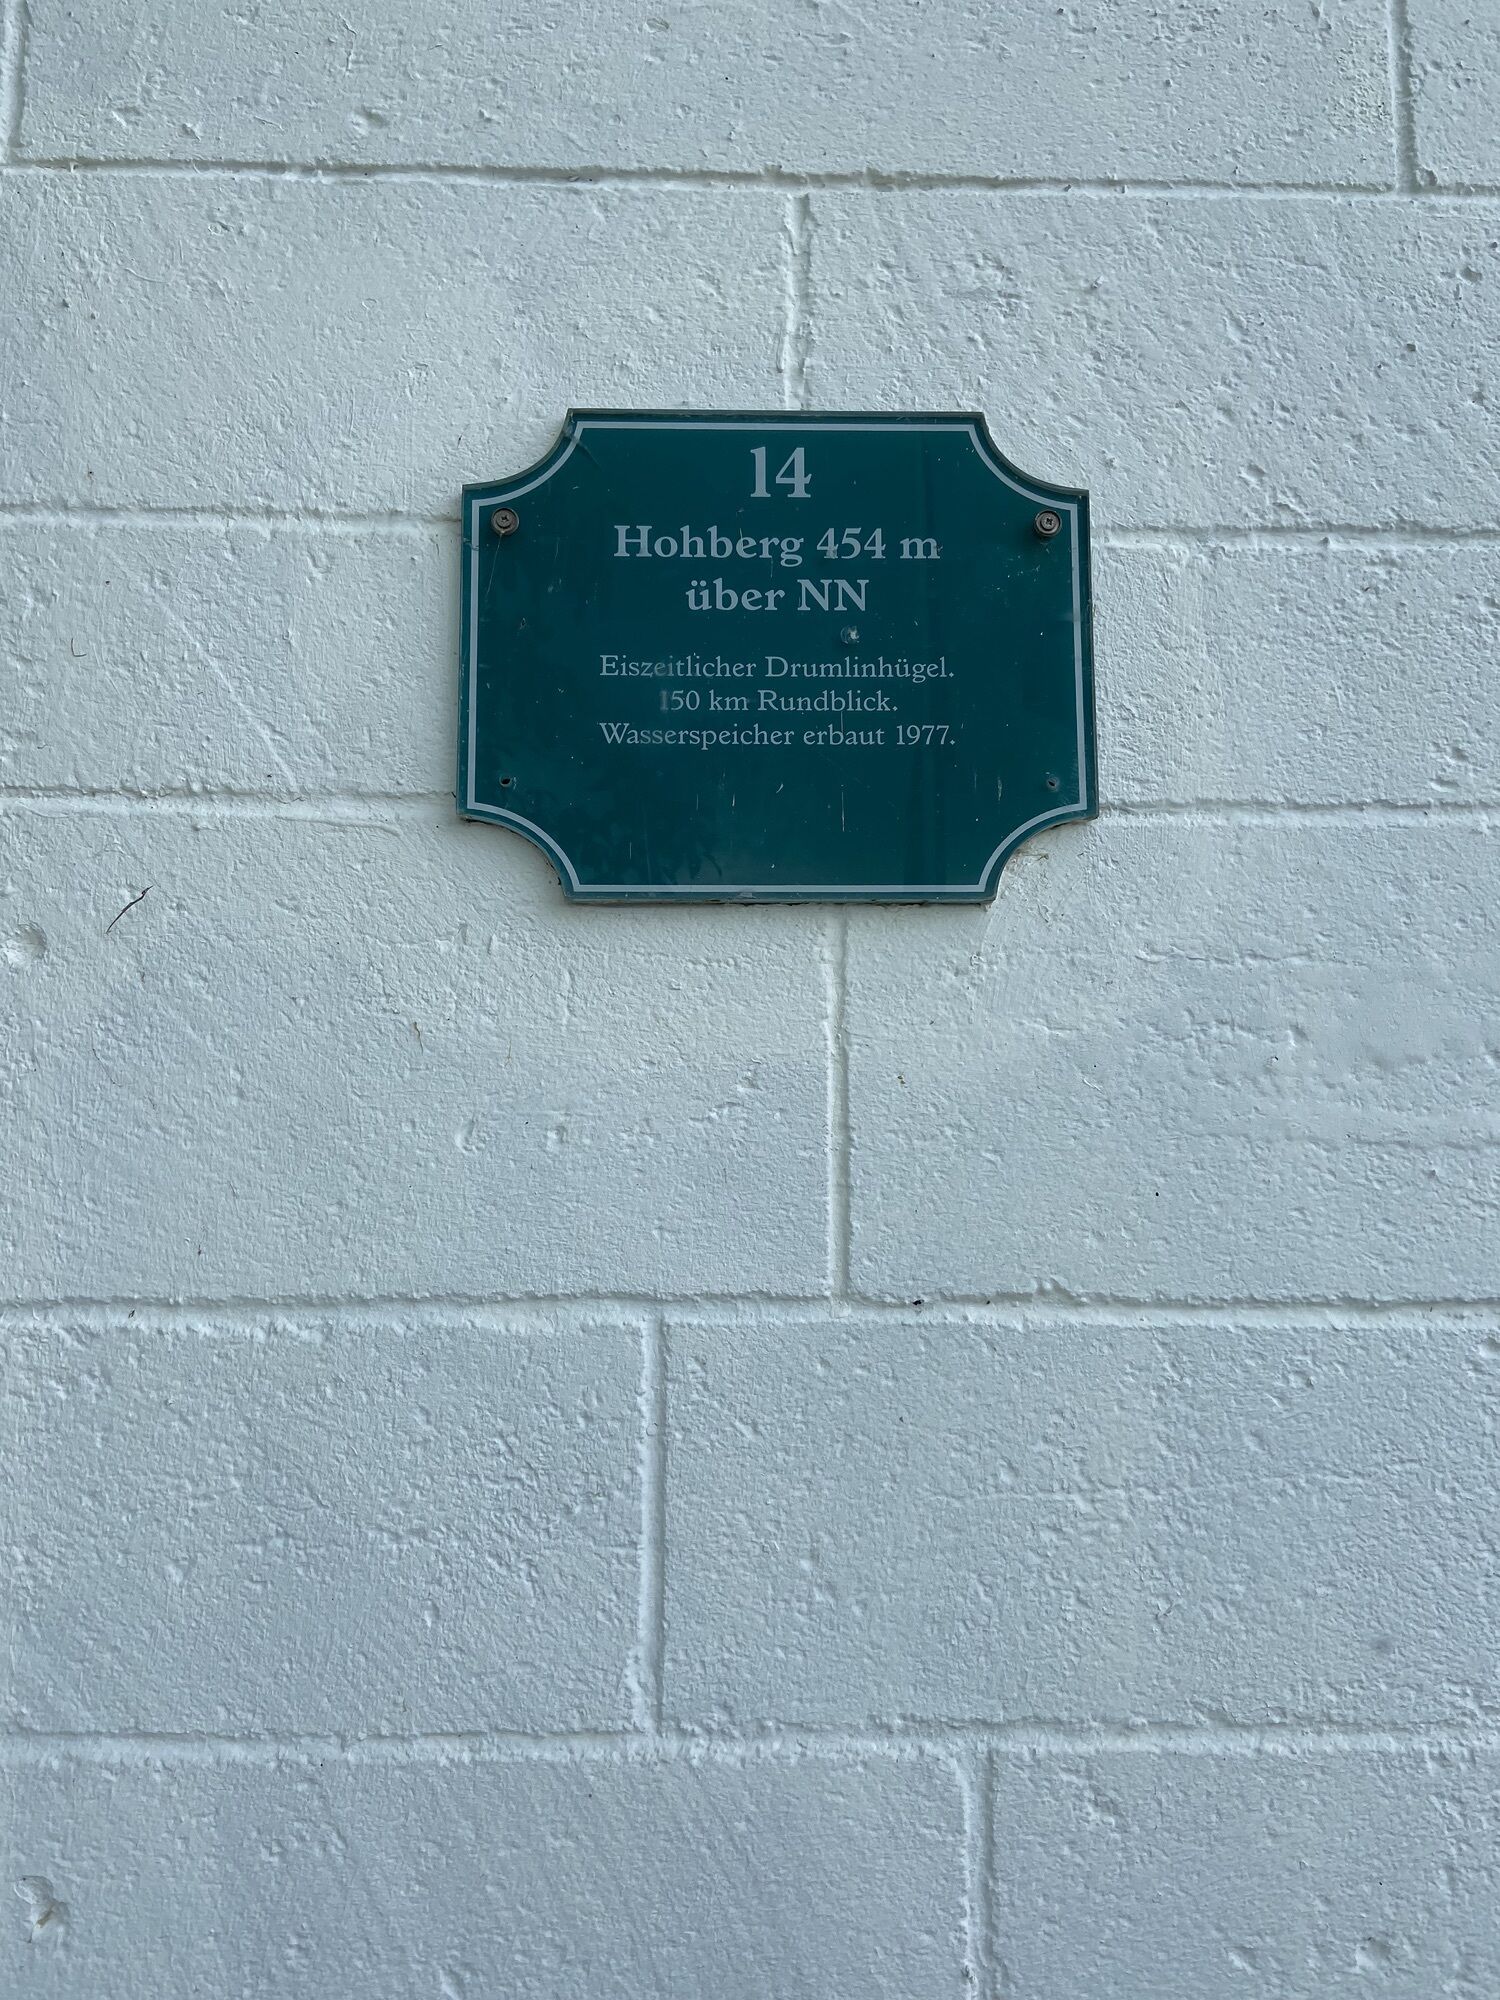 14
Hohberg 454 m
über NN
Eiszeitlicher Drumlinhügel.
150 km Rundblick.
Wasserspeicher erbaut 1977.